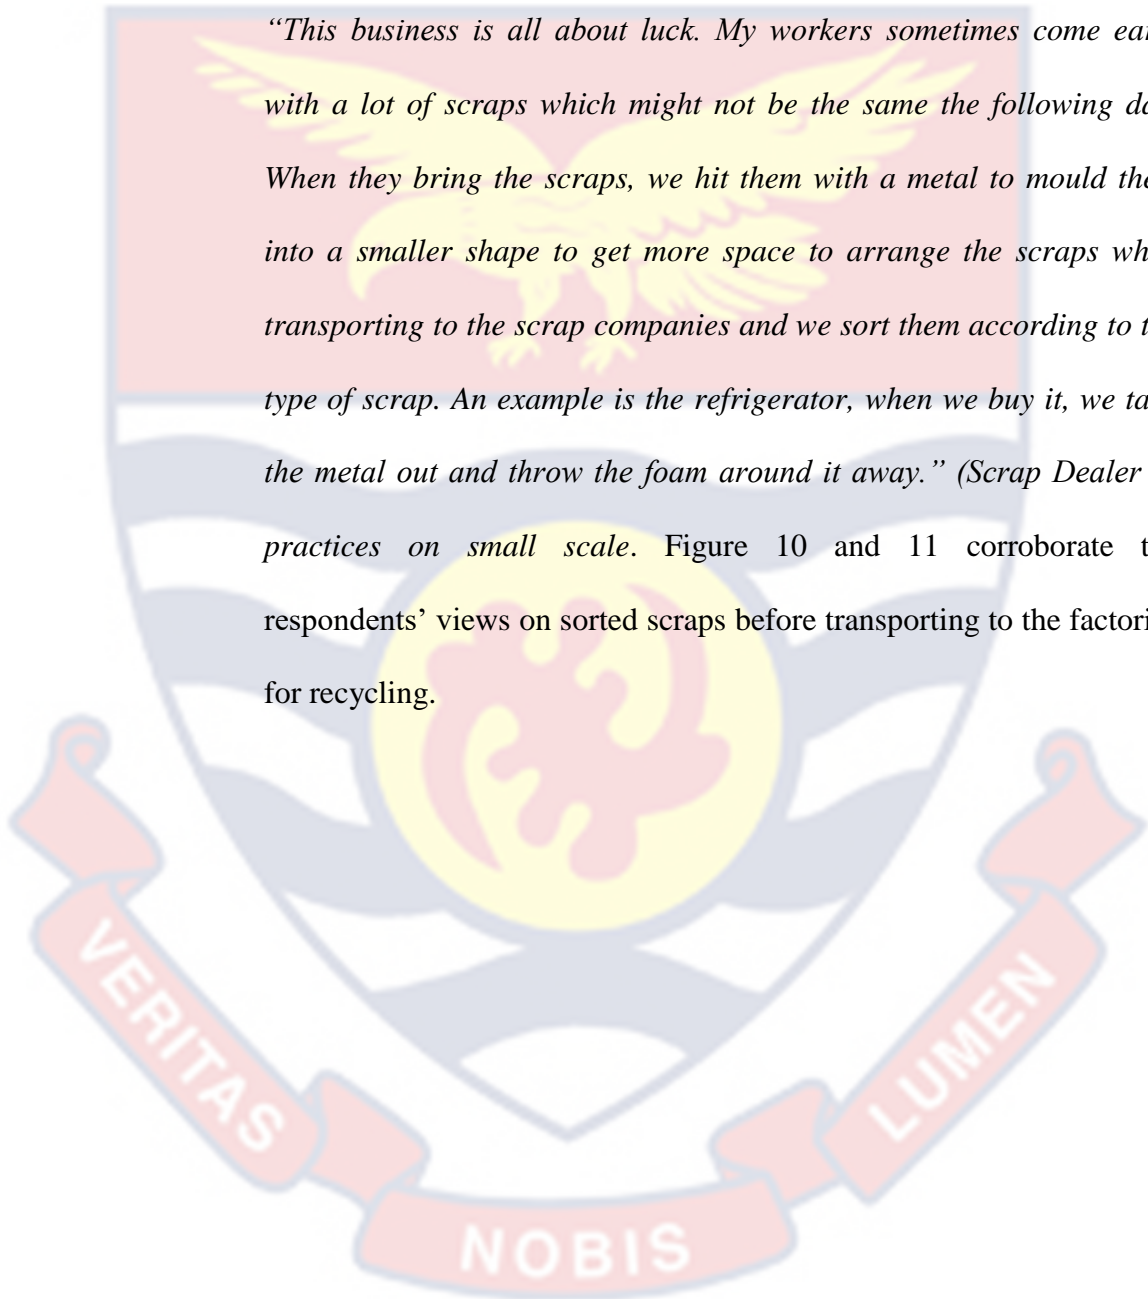 “This business is all about luck. My workers sometimes come ear
with a lot of scraps which might not be the same the following da
When they bring the scraps, we hit them with a metal to mould the
into a smaller shape to get more space to arrange the scraps wh
transporting to the scrap companies and we sort them according to t
type of scrap. An example is the refrigerator, when we buy it, we ta
the metal out and throw the foam around it away.” (Scrap Dealer
practices on small scale. Figure 10 and 11 corroborate t
respondents’ views on sorted scraps before transporting to the factori
for recycling.
VERITAS
NOBIS
LUMEN